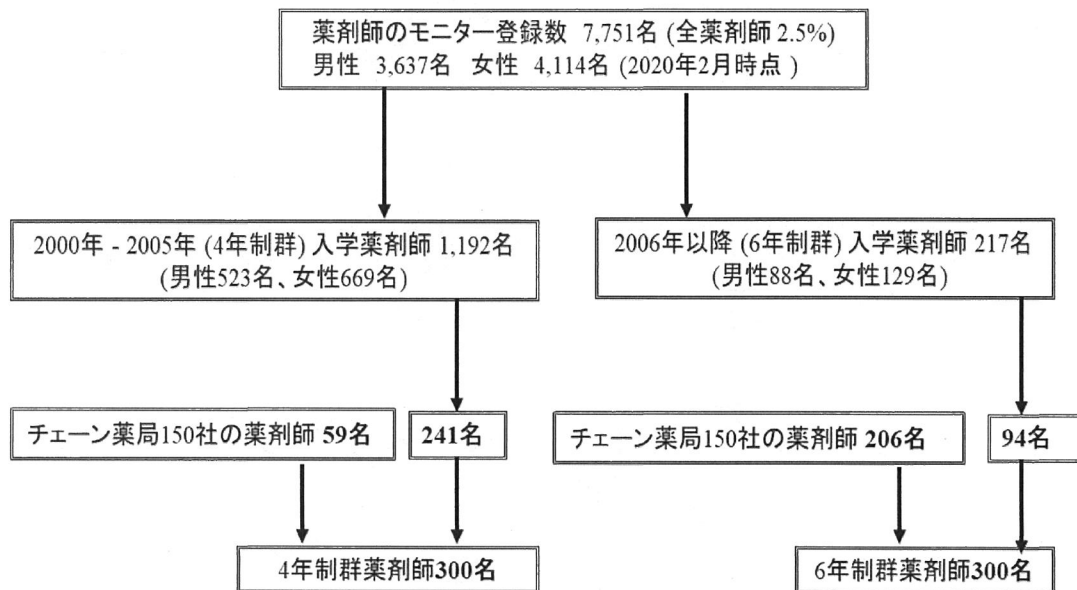 薬剤師のモニター登録数 7,751名 (全薬剤師 2.5%)
男性 3,637名 女性 4,114名 (2020年2月時点 )
2000年 - 2005年 (4年制群) 入学薬剤師 1,192名
(男性523名、女性669名)
2006年以降 (6年制群) 入学薬剤師 217名
(男性88名、女性129名)
チェーン薬局150社の薬剤師 59名
241名
チェーン薬局150社の薬剤師 206名
94名
4年制群薬剤師300名
6年制群薬剤師300名